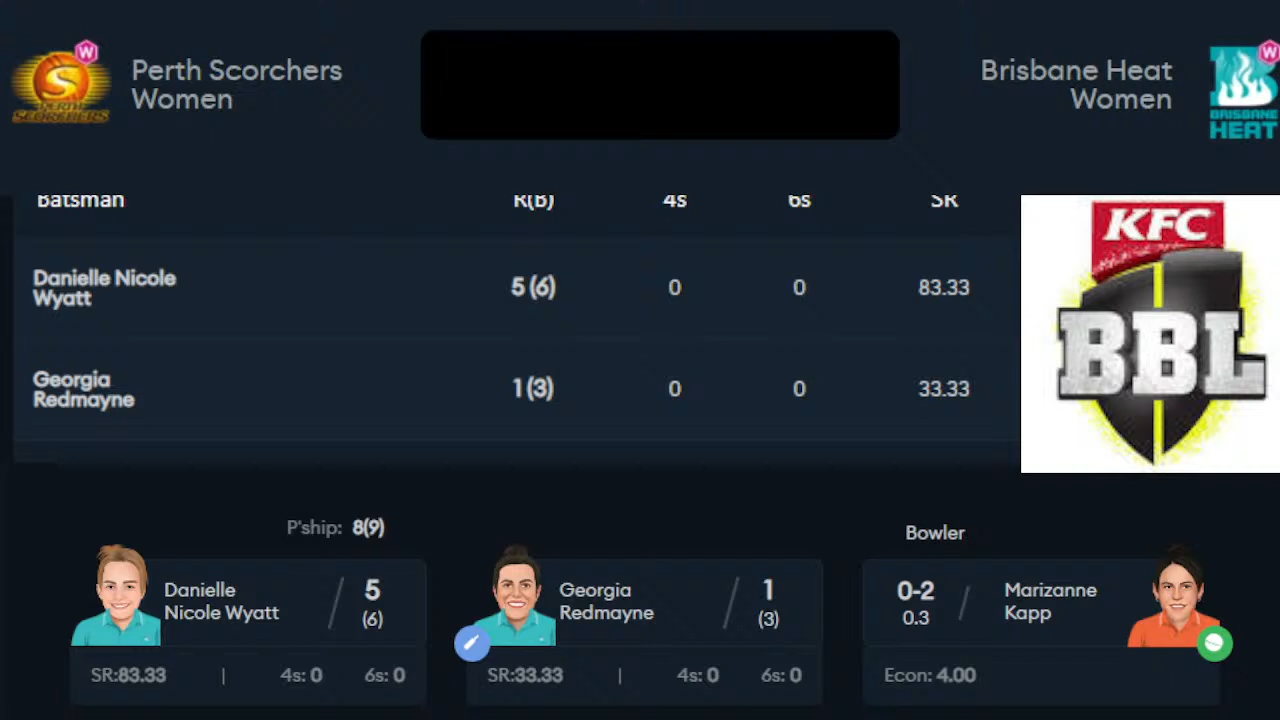 W
Perth Scorchers
Women
PERTH
SCORCHERS
Brisbane Heat
Women
W
BRISBANE
HEAT
Batsman R(B) 4s 6s SR
Danielle Nicole
Wyatt
5 (6) 0 0 83.33
Georgia
Redmayne
1 (3) 0 0 33.33
KFC
BBL
P'ship: 8(9)
Bowler
Danielle
Nicole Wyatt
5
(6)
SR:83.33 | 4s: 0 6s: 0
Georgia
Redmayne
1
(3)
SR:33.33 | 4s: 0 6s: 0
0-2
0.3
Marizanne
Kapp
Econ: 4.00